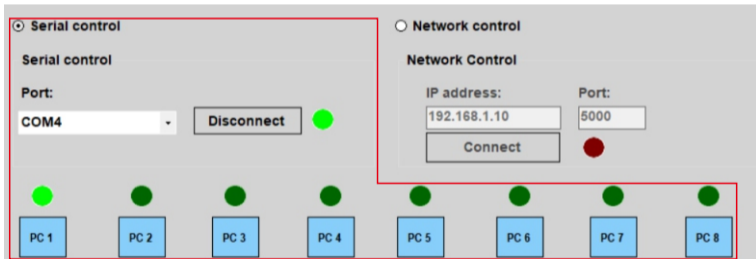 Serial control
Network control
Serial control
Network Control
Port:
IP address:
Port:
COM4
Disconnect
192.168.1.10
5000
Connect
PC 1
PC 2
PC 3
PC 4
PC 5
PC 6
PC 7
PC 8